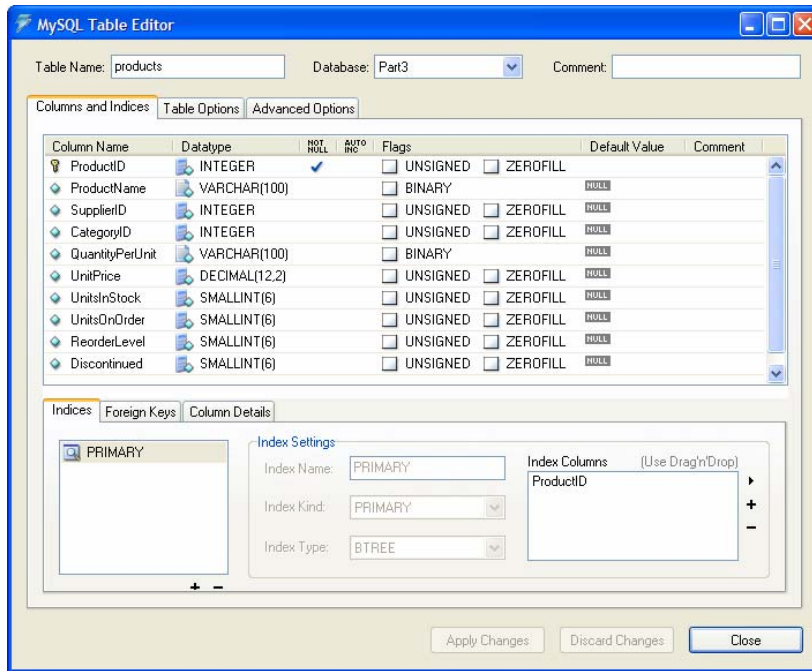 MySQL Table Editor
Table Name: products Database: Part3 Comment:
Columns and Indices Table Options Advanced Options
Column Name Datatype NOT NULL AUTO INC Flags Default Value Comment
ProductID INTEGER UNSIGNED ZEROFILL
ProductName VARCHAR(100) BINARY NULL
SupplierID INTEGER UNSIGNED ZEROFILL NULL
CategoryID INTEGER UNSIGNED ZEROFILL NULL
QuantityPerUnit VARCHAR(100) BINARY NULL
UnitPrice DECIMAL(12,2) UNSIGNED ZEROFILL NULL
UnitsInStock SMALLINT(6) UNSIGNED ZEROFILL NULL
UnitsOnOrder SMALLINT(6) UNSIGNED ZEROFILL NULL
ReorderLevel SMALLINT(6) UNSIGNED ZEROFILL NULL
Discontinued SMALLINT(6) UNSIGNED ZEROFILL NULL
Indices Foreign Keys Column Details
PRIMARY
Index Settings
Index Name: PRIMARY
Index Kind: PRIMARY
Index Type: BTREE
Index Columns (Use Drag'n'Drop)
ProductID
Apply Changes Discard Changes Close